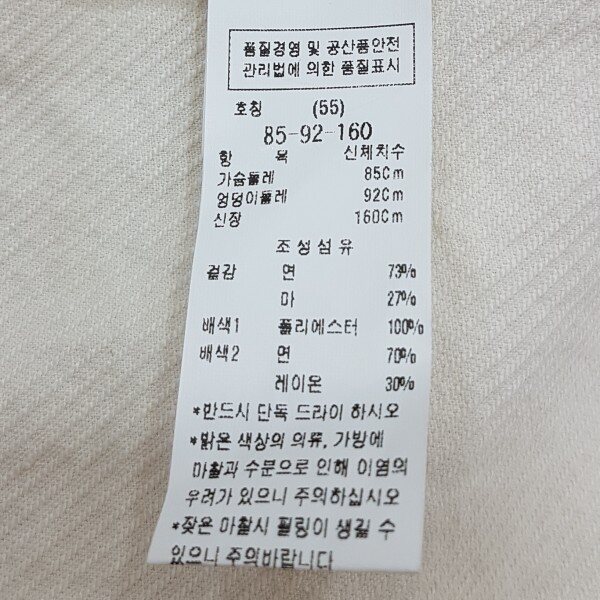 품질경영 및 공산품안전
관리법에 의한 품질표시
호칭 (55)
85-92-160
항 목 신체치수
가슴둘레 85Cm
엉덩이둘레 92Cm
신장 160Cm
조성섬유
겉감 면 73%
마 27%
배색1 폴리에스터 100%
배색2 면 70%
레이온 30%
*반드시 단독 드라이 하시오
*밝은 색상의 의류, 가방에
마찰과 수분으로 인해 이염의
우려가 있으니 주의하십시오
*잦은 마찰시 필링이 생길 수
있으니 주의바랍니다